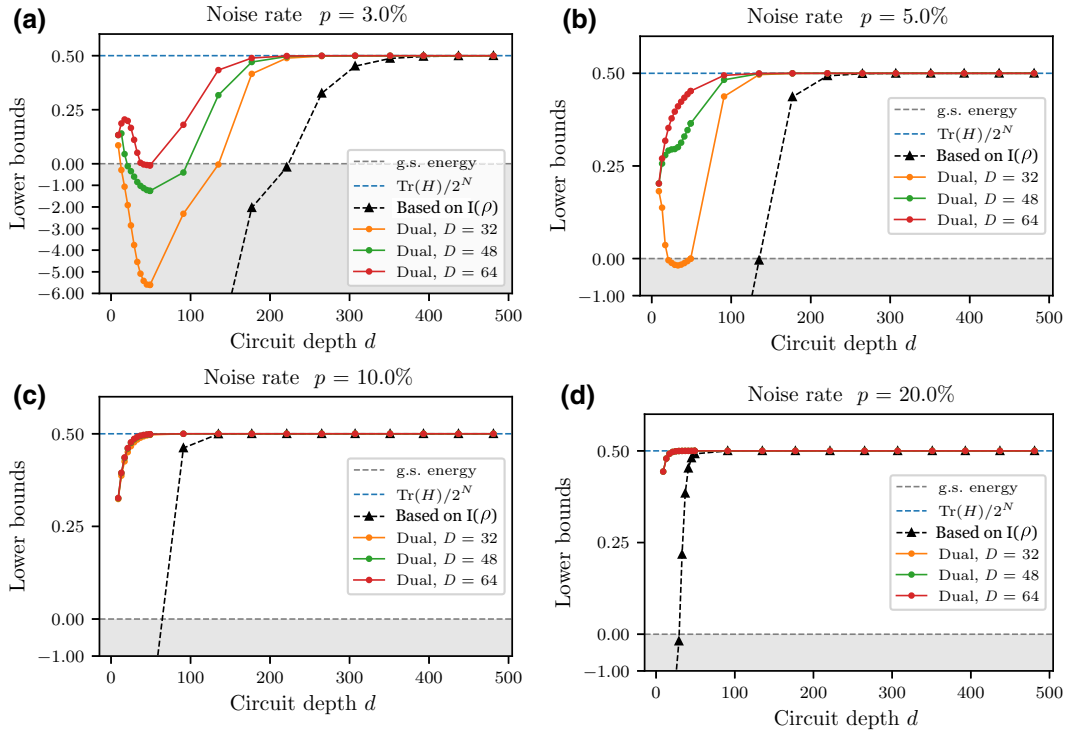 (a)
Noise rate p = 3.0%
Lower bounds
0.50
0.25
0.00
−1.00
−2.00
−3.00
−4.00
−5.00
−6.00
g.s. energy
Tr(H)/2^N
Based on I(ρ)
Dual, D = 32
Dual, D = 48
Dual, D = 64
0 100 200 300 400 500
Circuit depth d
(b)
Noise rate p = 5.0%
Lower bounds
0.50
0.25
0.00
−1.00
g.s. energy
Tr(H)/2^N
Based on I(ρ)
Dual, D = 32
Dual, D = 48
Dual, D = 64
0 100 200 300 400 500
Circuit depth d
(c)
Noise rate p = 10.0%
Lower bounds
0.50
0.25
0.00
−1.00
g.s. energy
Tr(H)/2^N
Based on I(ρ)
Dual, D = 32
Dual, D = 48
Dual, D = 64
0 100 200 300 400 500
Circuit depth d
(d)
Noise rate p = 20.0%
Lower bounds
0.50
0.25
0.00
−1.00
g.s. energy
Tr(H)/2^N
Based on I(ρ)
Dual, D = 32
Dual, D = 48
Dual, D = 64
0 100 200 300 400 500
Circuit depth d